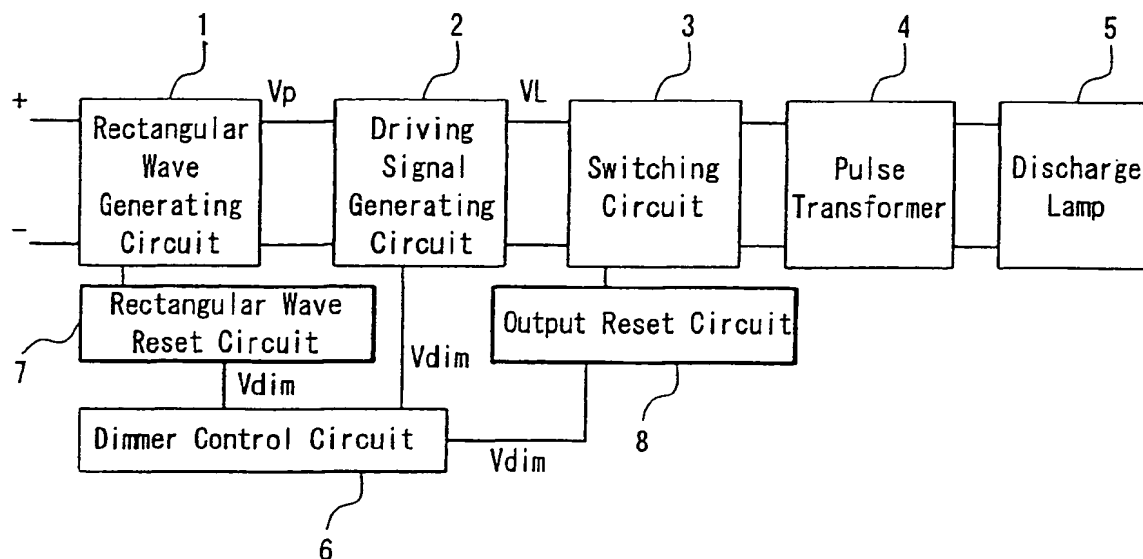 1
2
3
4
5
+
Vp
VL
Rectangular
Wave
Generating
Circuit
Driving
Signal
Generating
Circuit
Switching
Circuit
Pulse
Transformer
Discharge
Lamp
−
Rectangular Wave
Reset Circuit
Output Reset Circuit
7
Vdim
Vdim
8
Dimmer Control Circuit
Vdim
6